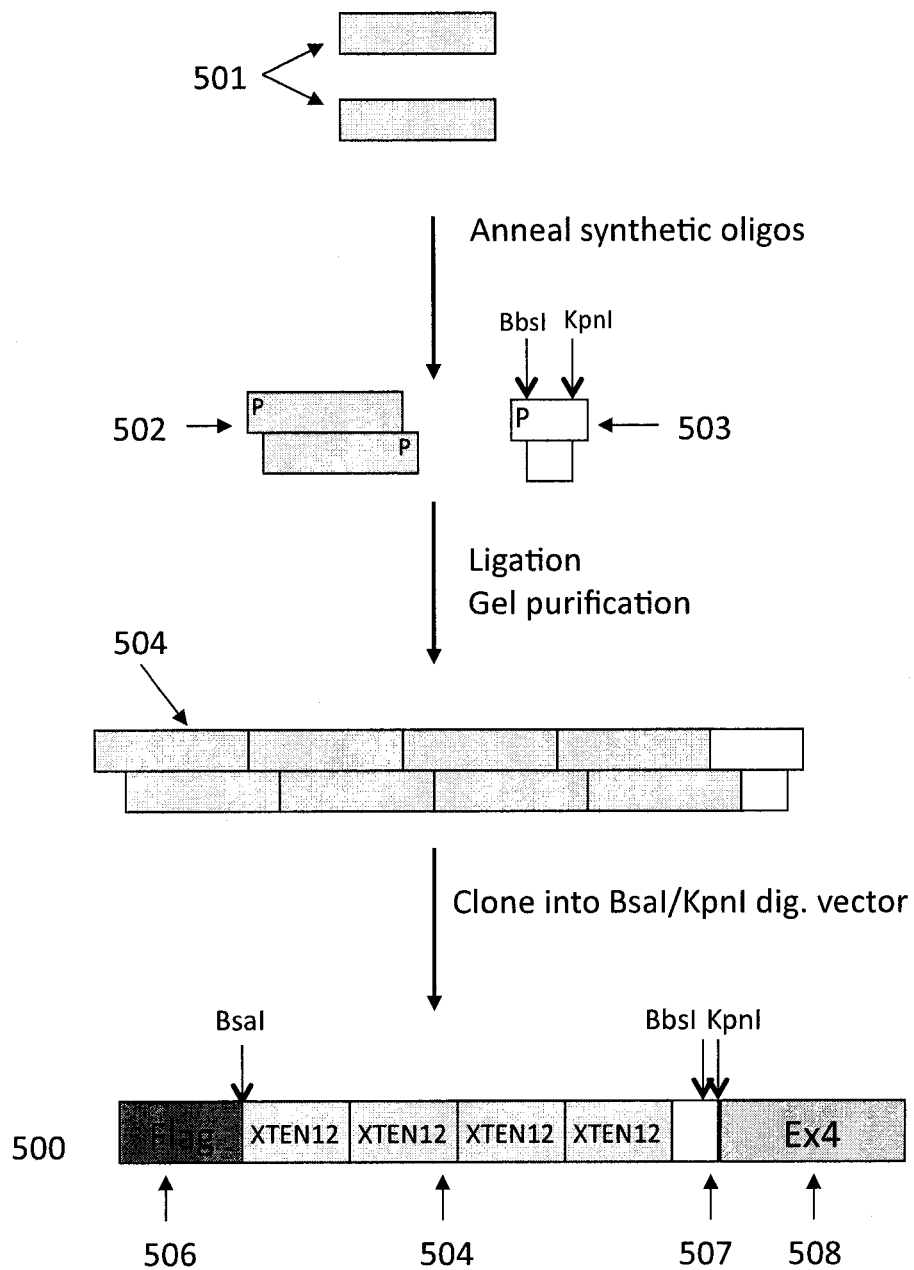 501
Anneal synthetic oligos
BbsI KpnI
P
P
502
P
503
Ligation
Gel purification
504
Clone into BsaI/KpnI dig. vector
BsaI
BbsI KpnI
500
Flag
XTEN12
XTEN12
XTEN12
XTEN12
Ex4
506
504
507
508